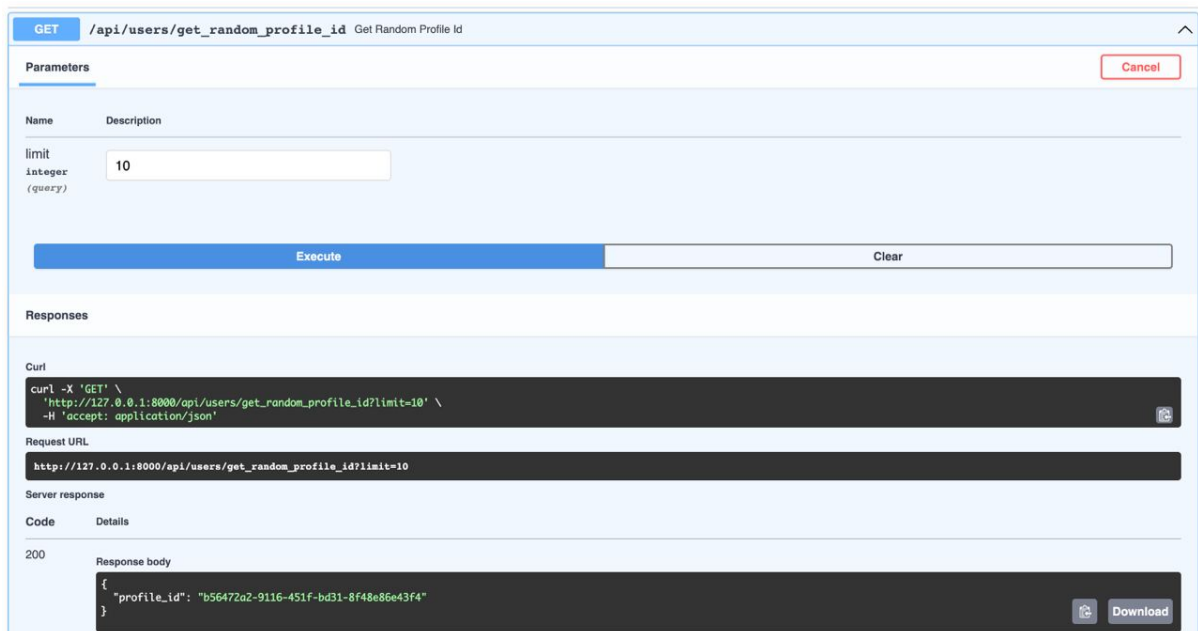 GET /api/users/get_random_profile_id Get Random Profile Id
Parameters
Cancel
Name Description
limit
integer
(query)
10
Execute Clear
Responses
Curl
curl -X 'GET' \
'http://127.0.0.1:8000/api/users/get_random_profile_id?limit=10' \
-H 'accept: application/json'
Request URL
http://127.0.0.1:8000/api/users/get_random_profile_id?limit=10
Server response
Code Details
200
Response body
{
"profile_id": "b56472a2-9116-451f-bd31-8f48e86e43f4"
}
Download